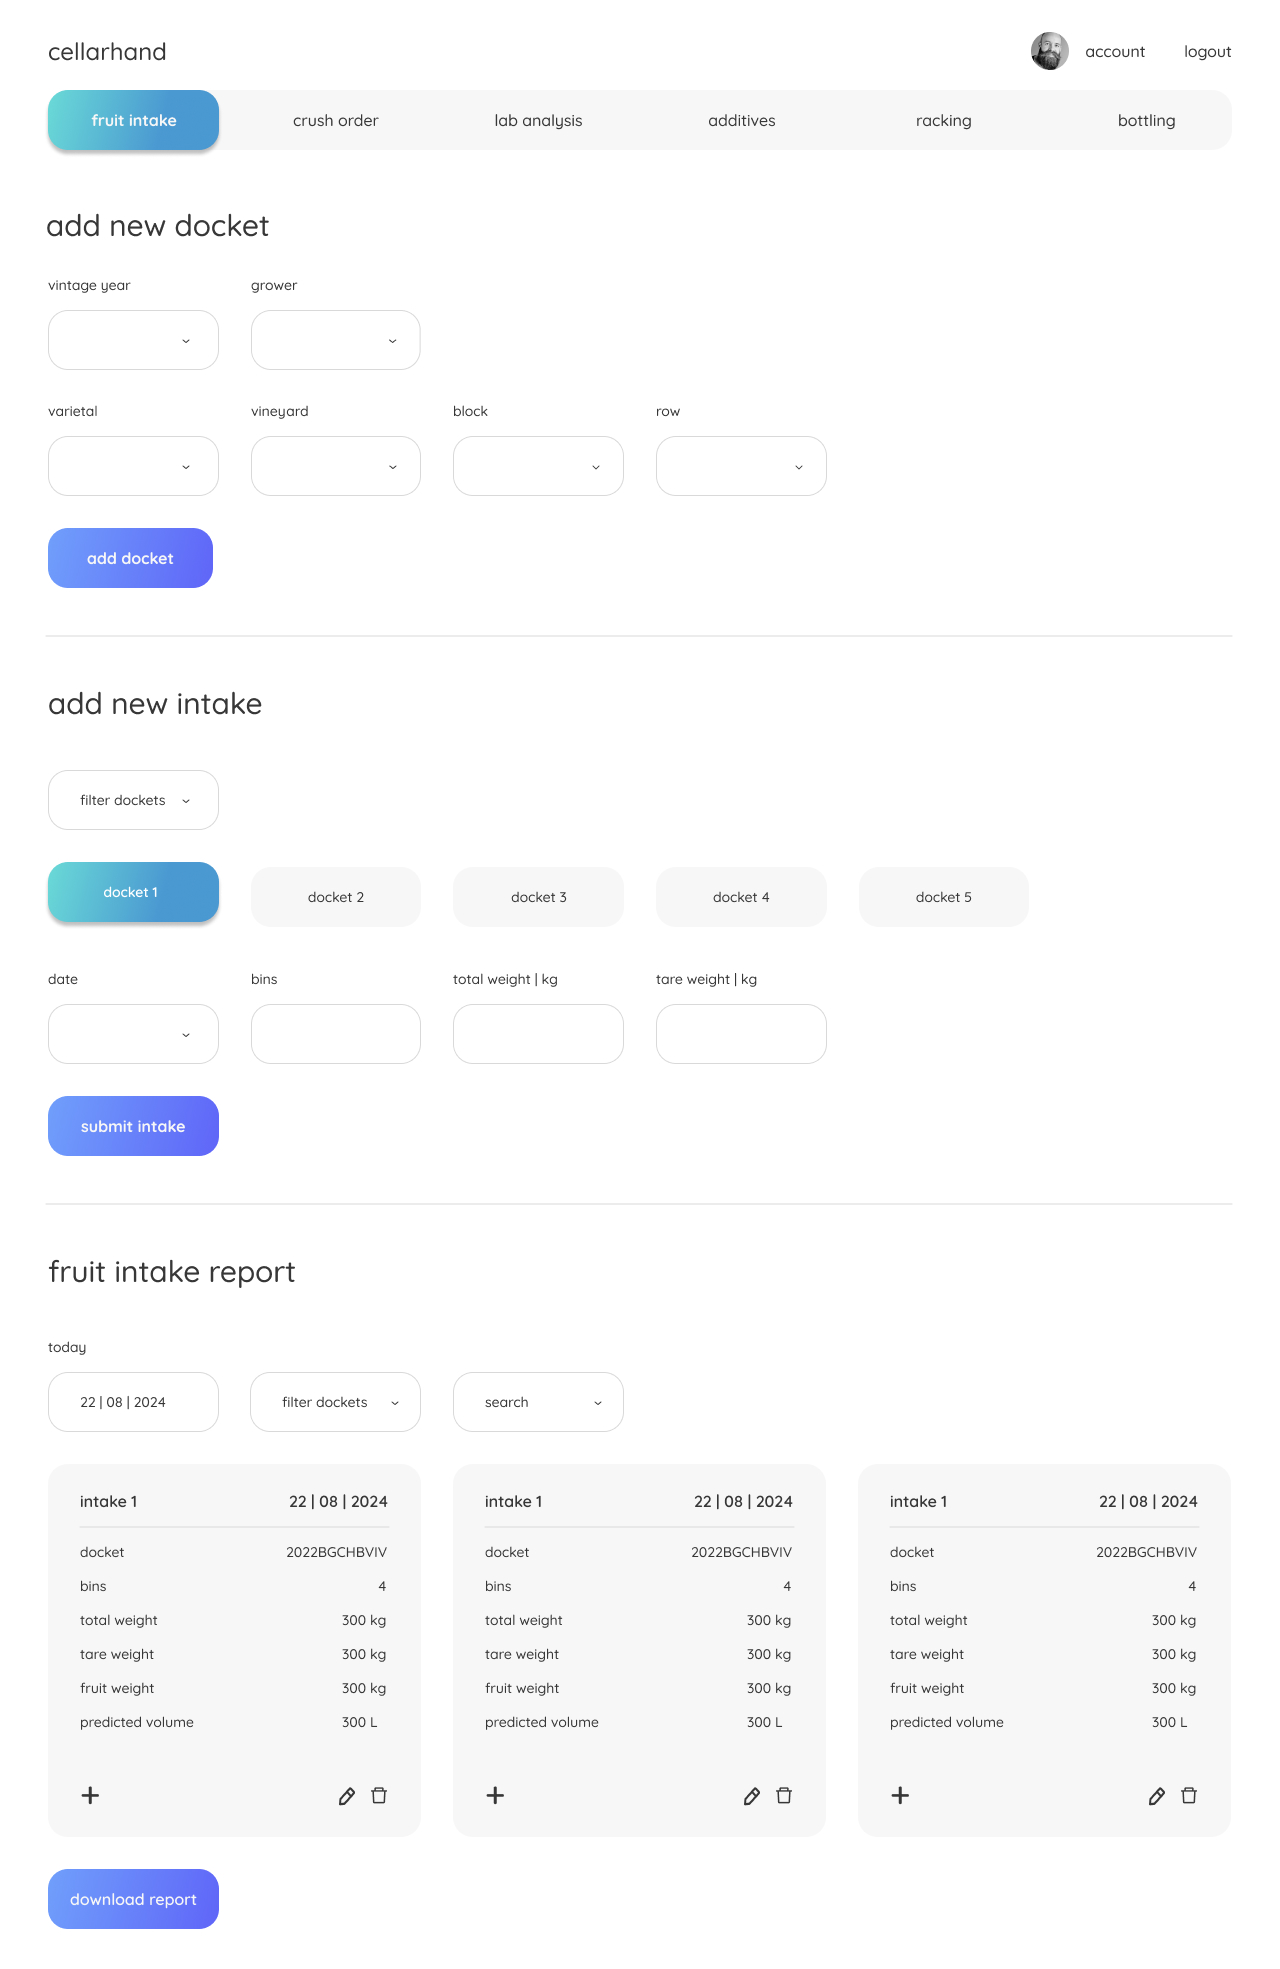 cellarhand
account logout
fruit intake crush order lab analysis additives racking bottling
add new docket
vintage year grower
varietal vineyard block row
add docket
add new intake
filter dockets
docket 1 docket 2 docket 3 docket 4 docket 5
date bins total weight | kg tare weight | kg
submit intake
fruit intake report
today
22 | 08 | 2024 filter dockets search
intake 1 22 | 08 | 2024
docket 2022BGCHBVIV
bins 4
total weight 300 kg
tare weight 300 kg
fruit weight 300 kg
predicted volume 300 L
intake 1 22 | 08 | 2024
docket 2022BGCHBVIV
bins 4
total weight 300 kg
tare weight 300 kg
fruit weight 300 kg
predicted volume 300 L
intake 1 22 | 08 | 2024
docket 2022BGCHBVIV
bins 4
total weight 300 kg
tare weight 300 kg
fruit weight 300 kg
predicted volume 300 L
download report